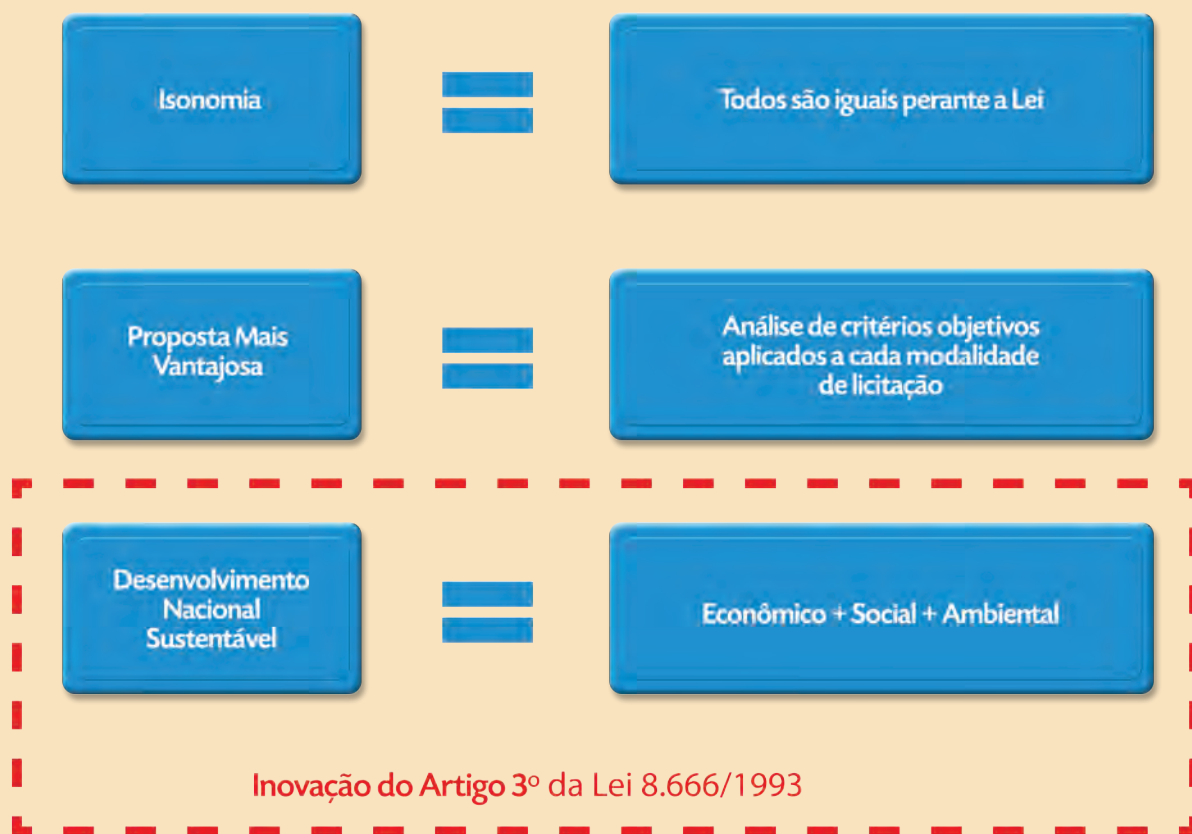 Isonomia
Todos são iguais perante a Lei
Proposta Mais
Vantajosa
Análise de critérios objetivos
aplicados a cada modalidade
de licitação
Desenvolvimento
Nacional
Sustentável
Econômico + Social + Ambiental
Inovação do Artigo 3º da Lei 8.666/1993